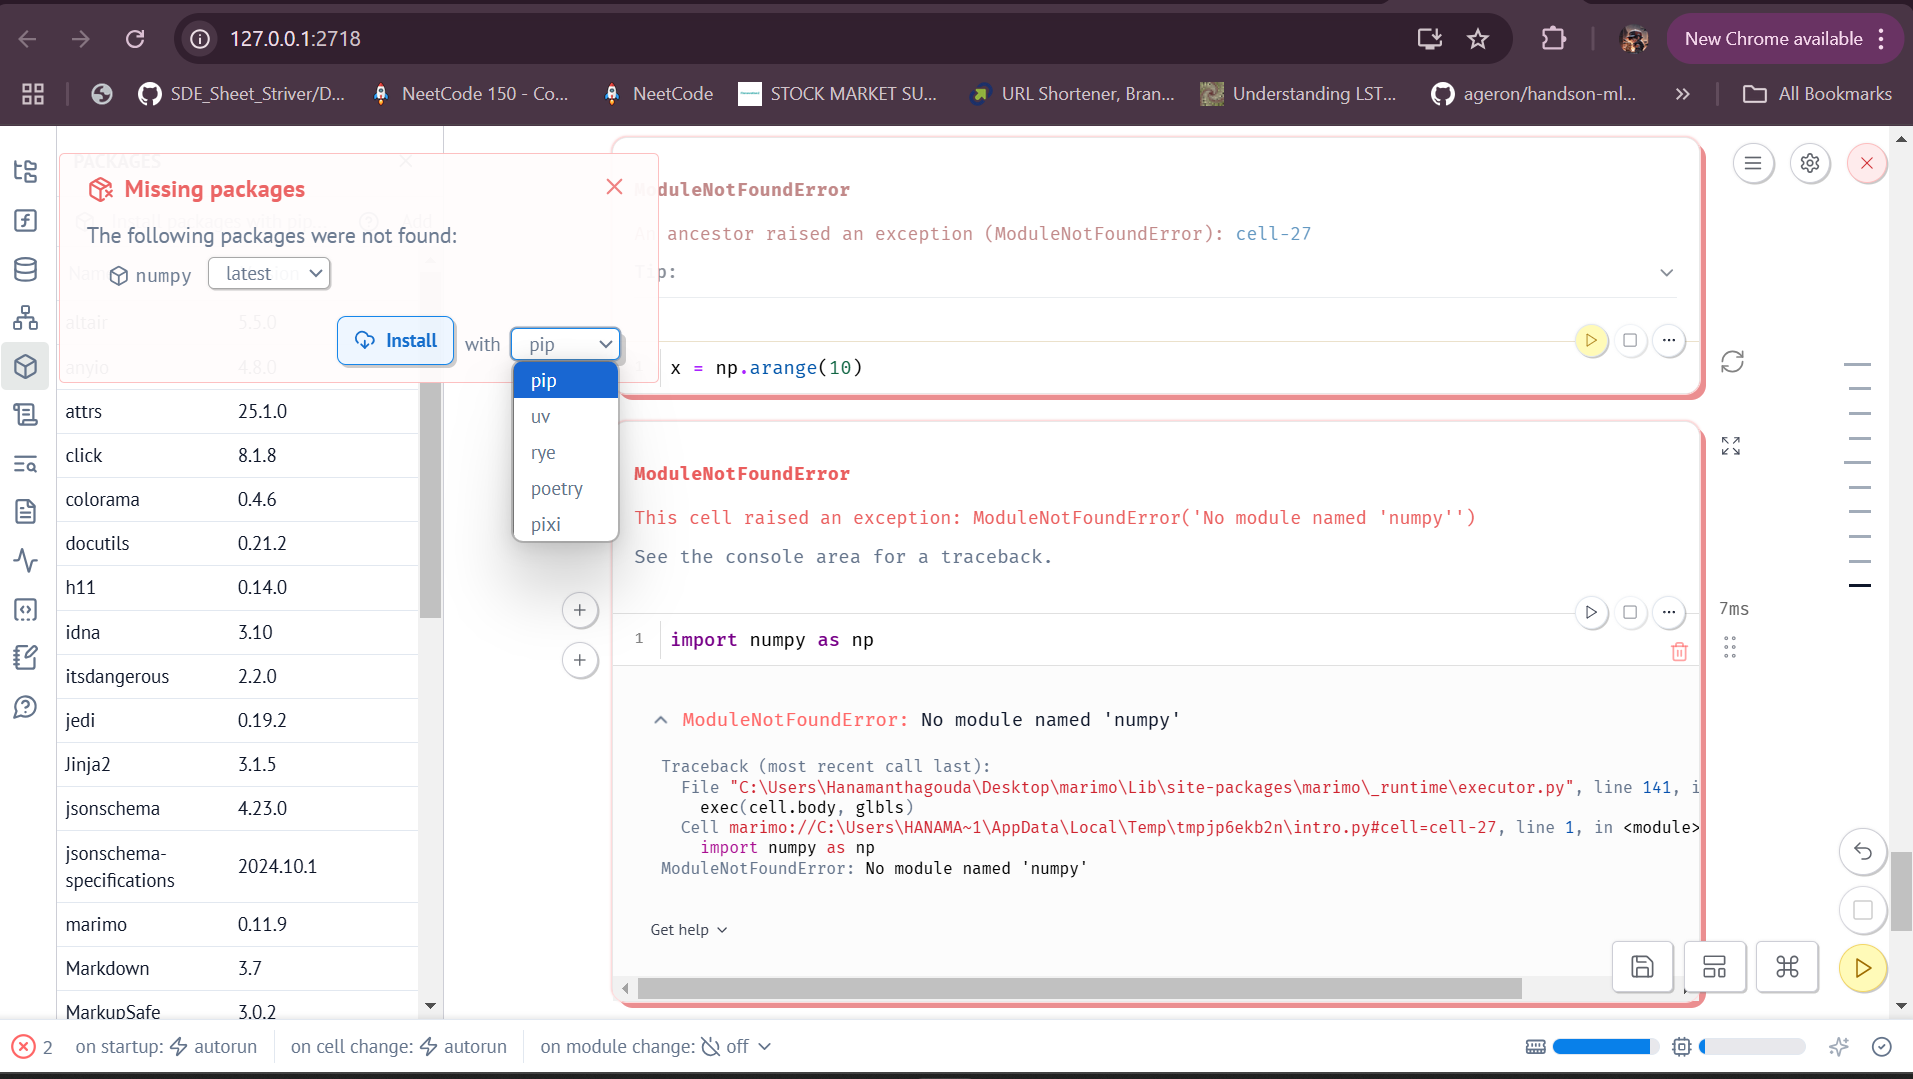 127.0.0.1:2718
New Chrome available
SDE_Sheet_Striver/D...
NeetCode 150 - Co...
NeetCode
STOCK MARKET SU...
URL Shortener, Bran...
Understanding LST...
ageron/handson-ml...
All Bookmarks
PACKAGES
Missing packages
Install packages with pip
Add
The following packages were not found:
numpy
latest
Install
with
pip
pip
uv
rye
poetry
pixi
altair 5.5.0
anyio 4.8.0
attrs 25.1.0
click 8.1.8
colorama 0.4.6
docutils 0.21.2
h11 0.14.0
idna 3.10
itsdangerous 2.2.0
jedi 0.19.2
Jinja2 3.1.5
jsonschema 4.23.0
jsonschema-
specifications 2024.10.1
marimo 0.11.9
Markdown 3.7
MarkupSafe 3.0.2
ModuleNotFoundError
An ancestor raised an exception (ModuleNotFoundError): cell-27
Tip:
1 x = np.arange(10)
ModuleNotFoundError
This cell raised an exception: ModuleNotFoundError('No module named 'numpy'')
See the console area for a traceback.
7ms
1 import numpy as np
ModuleNotFoundError: No module named 'numpy'
Traceback (most recent call last):
File "C:\Users\Hanamanthagouda\Desktop\marimo\Lib\site-packages\marimo\_runtime\executor.py", line 141, i
exec(cell.body, glbls)
Cell marimo://C:\Users\HANAMA~1\AppData\Local\Temp\tmpjp6ekb2n\intro.py#cell=cell-27, line 1, in <module>
import numpy as np
ModuleNotFoundError: No module named 'numpy'
Get help
2
on startup: autorun
on cell change: autorun
on module change: off